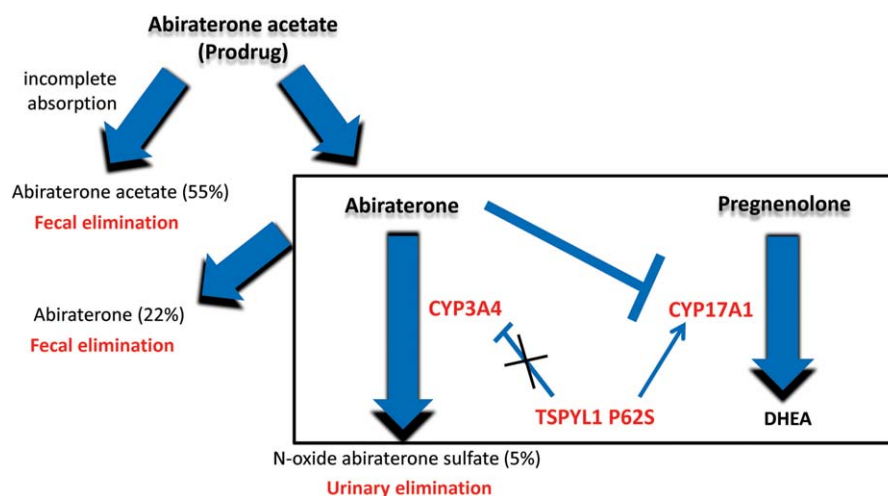 Abiraterone acetate
(Prodrug)
incomplete
absorption
Abiraterone acetate (55%)
Fecal elimination
Abiraterone
Pregnenolone
CYP3A4
CYP17A1
Abiraterone (22%)
Fecal elimination
TSPYL1 P62S
DHEA
N-oxide abiraterone sulfate (5%)
Urinary elimination